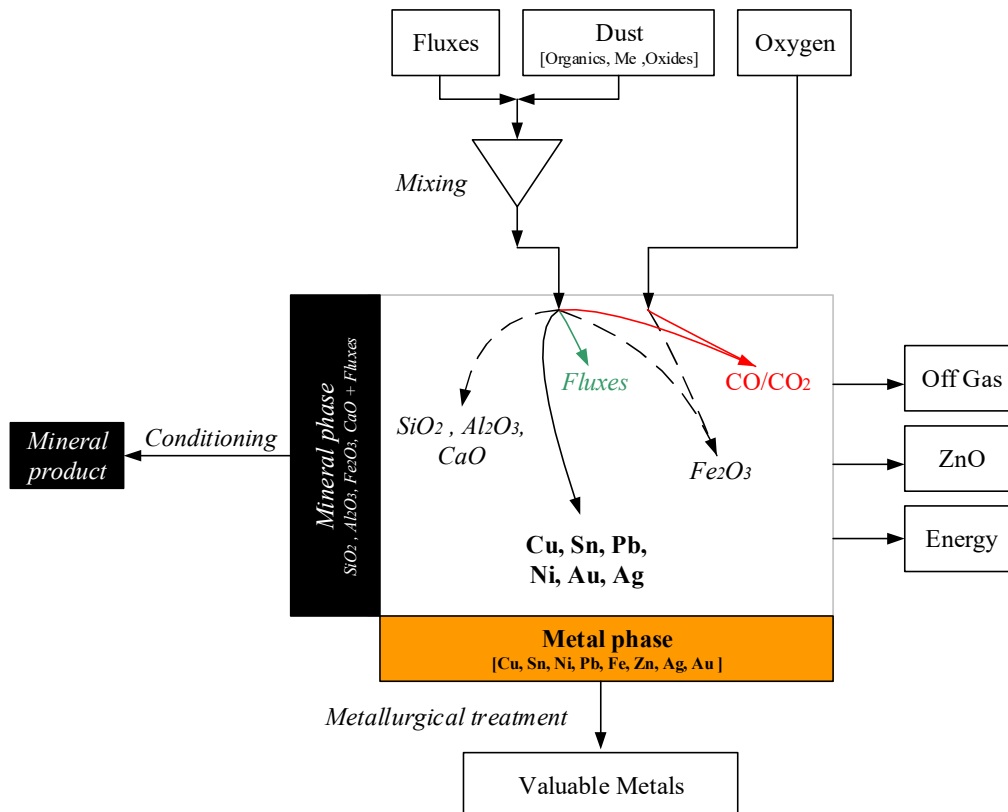 Fluxes
Dust
[Organics, Me ,Oxides]
Oxygen
Mixing
Mineral phase
SiO2 , Al2O3, Fe2O3, CaO + Fluxes
Fluxes
CO/CO2
SiO2 , Al2O3,
CaO
Fe2O3
Cu, Sn, Pb,
Ni, Au, Ag
Off Gas
ZnO
Energy
Conditioning
Mineral
product
Metal phase
[Cu, Sn, Ni, Pb, Fe, Zn, Ag, Au ]
Metallurgical treatment
Valuable Metals